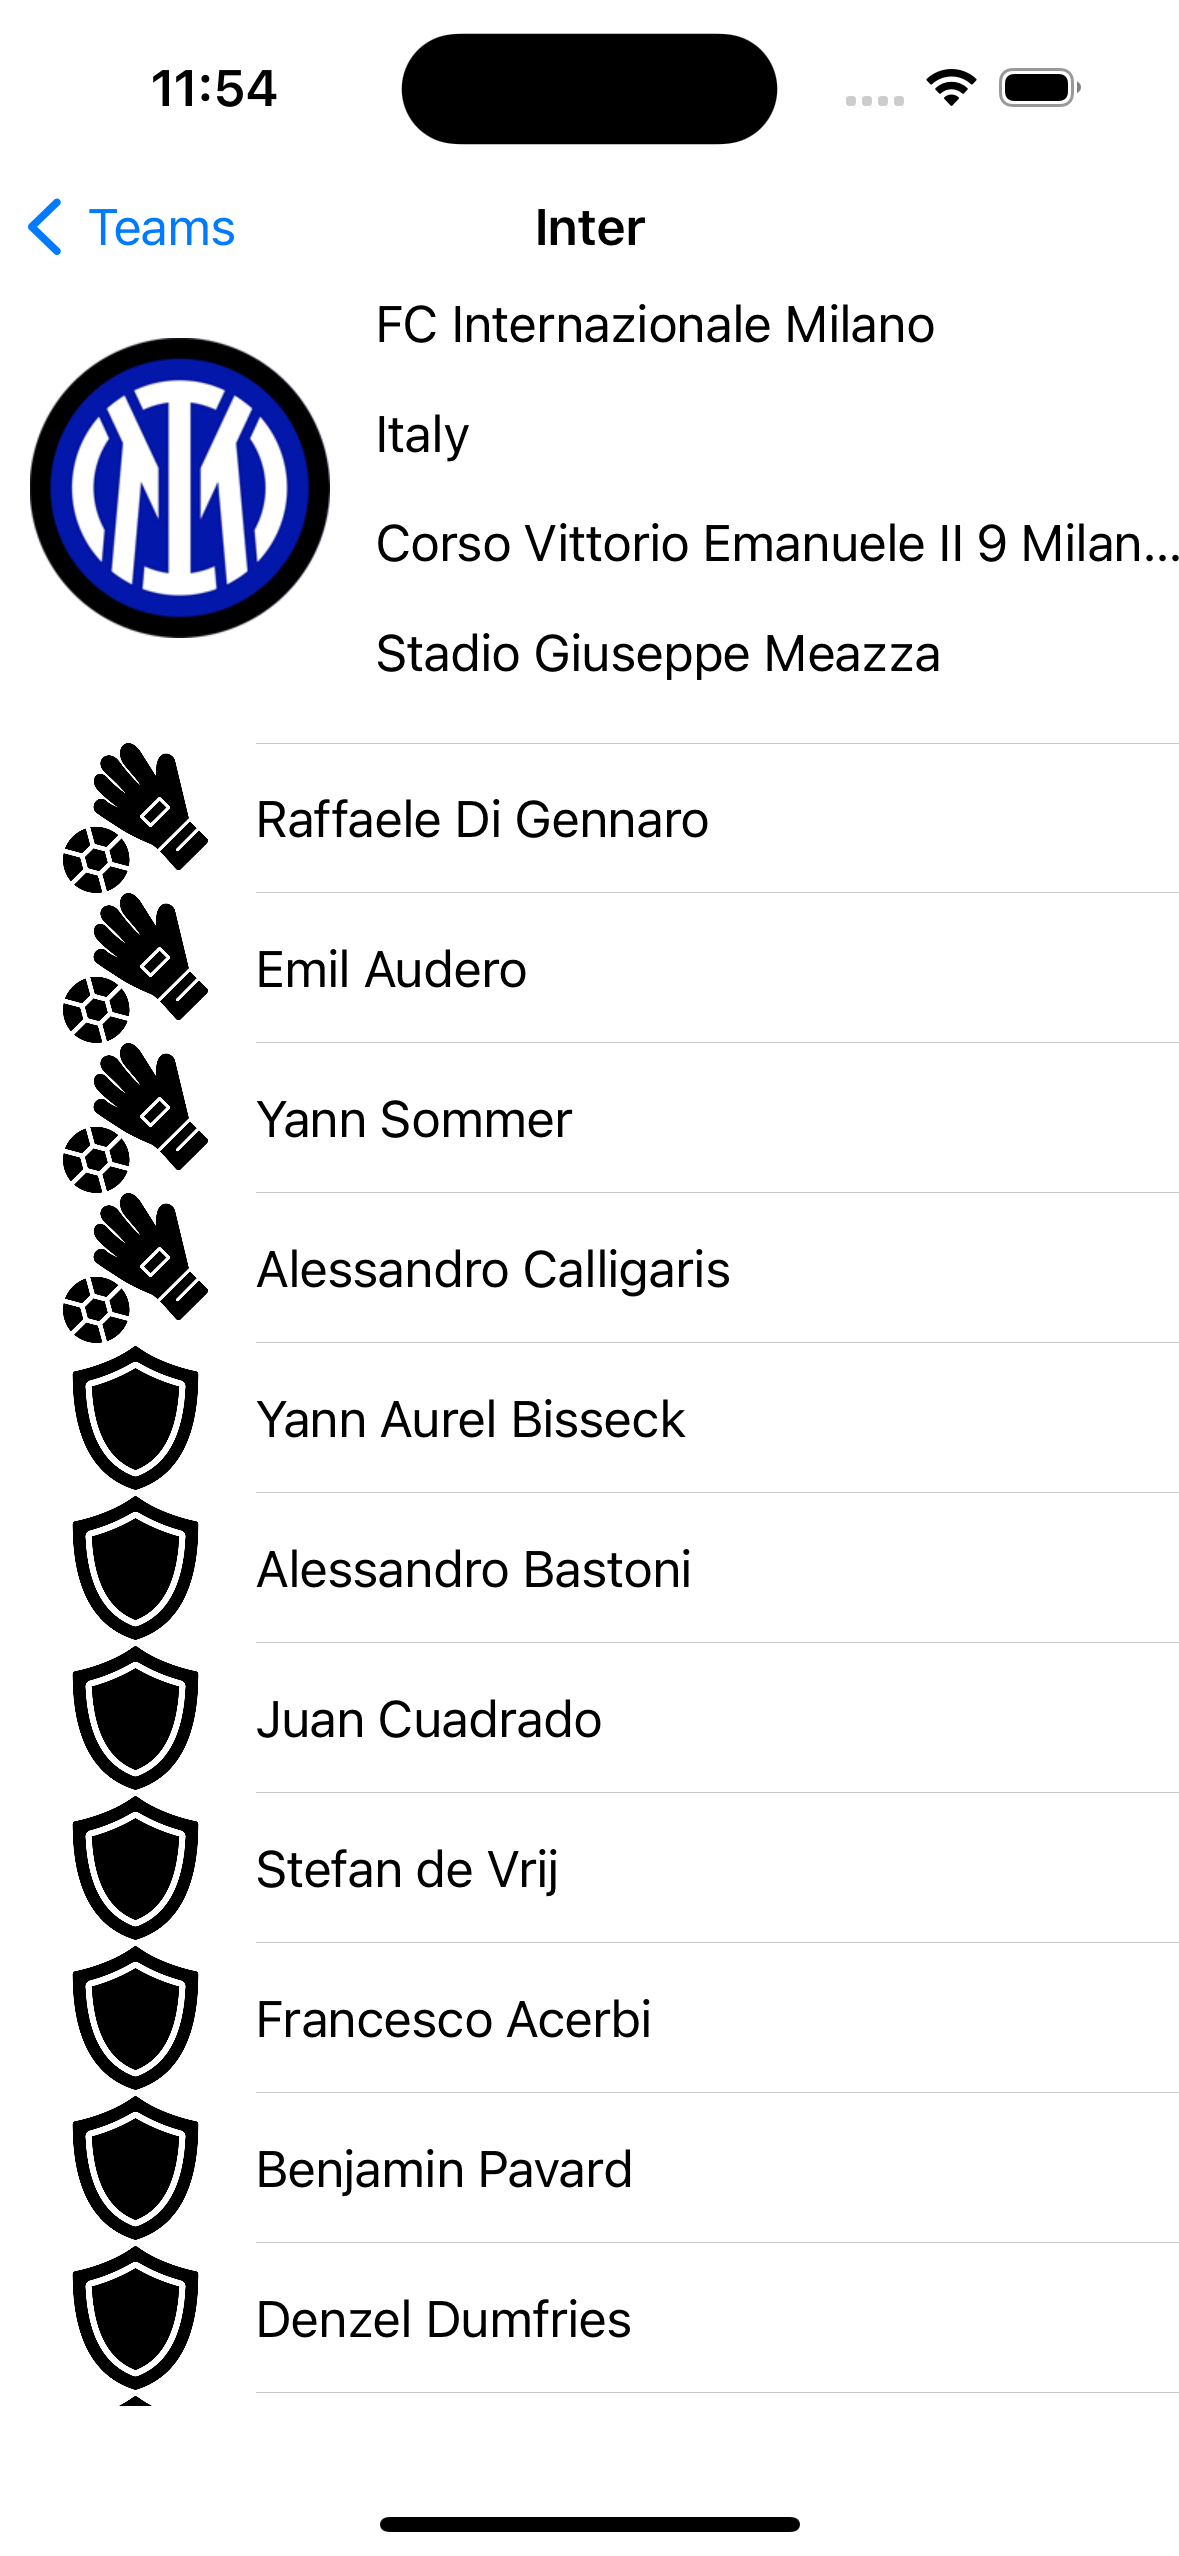 11:54
Teams
Inter
FC Internazionale Milano
Italy
Corso Vittorio Emanuele II 9 Milan...
Stadio Giuseppe Meazza
Raffaele Di Gennaro
Emil Audero
Yann Sommer
Alessandro Calligaris
Yann Aurel Bisseck
Alessandro Bastoni
Juan Cuadrado
Stefan de Vrij
Francesco Acerbi
Benjamin Pavard
Denzel Dumfries